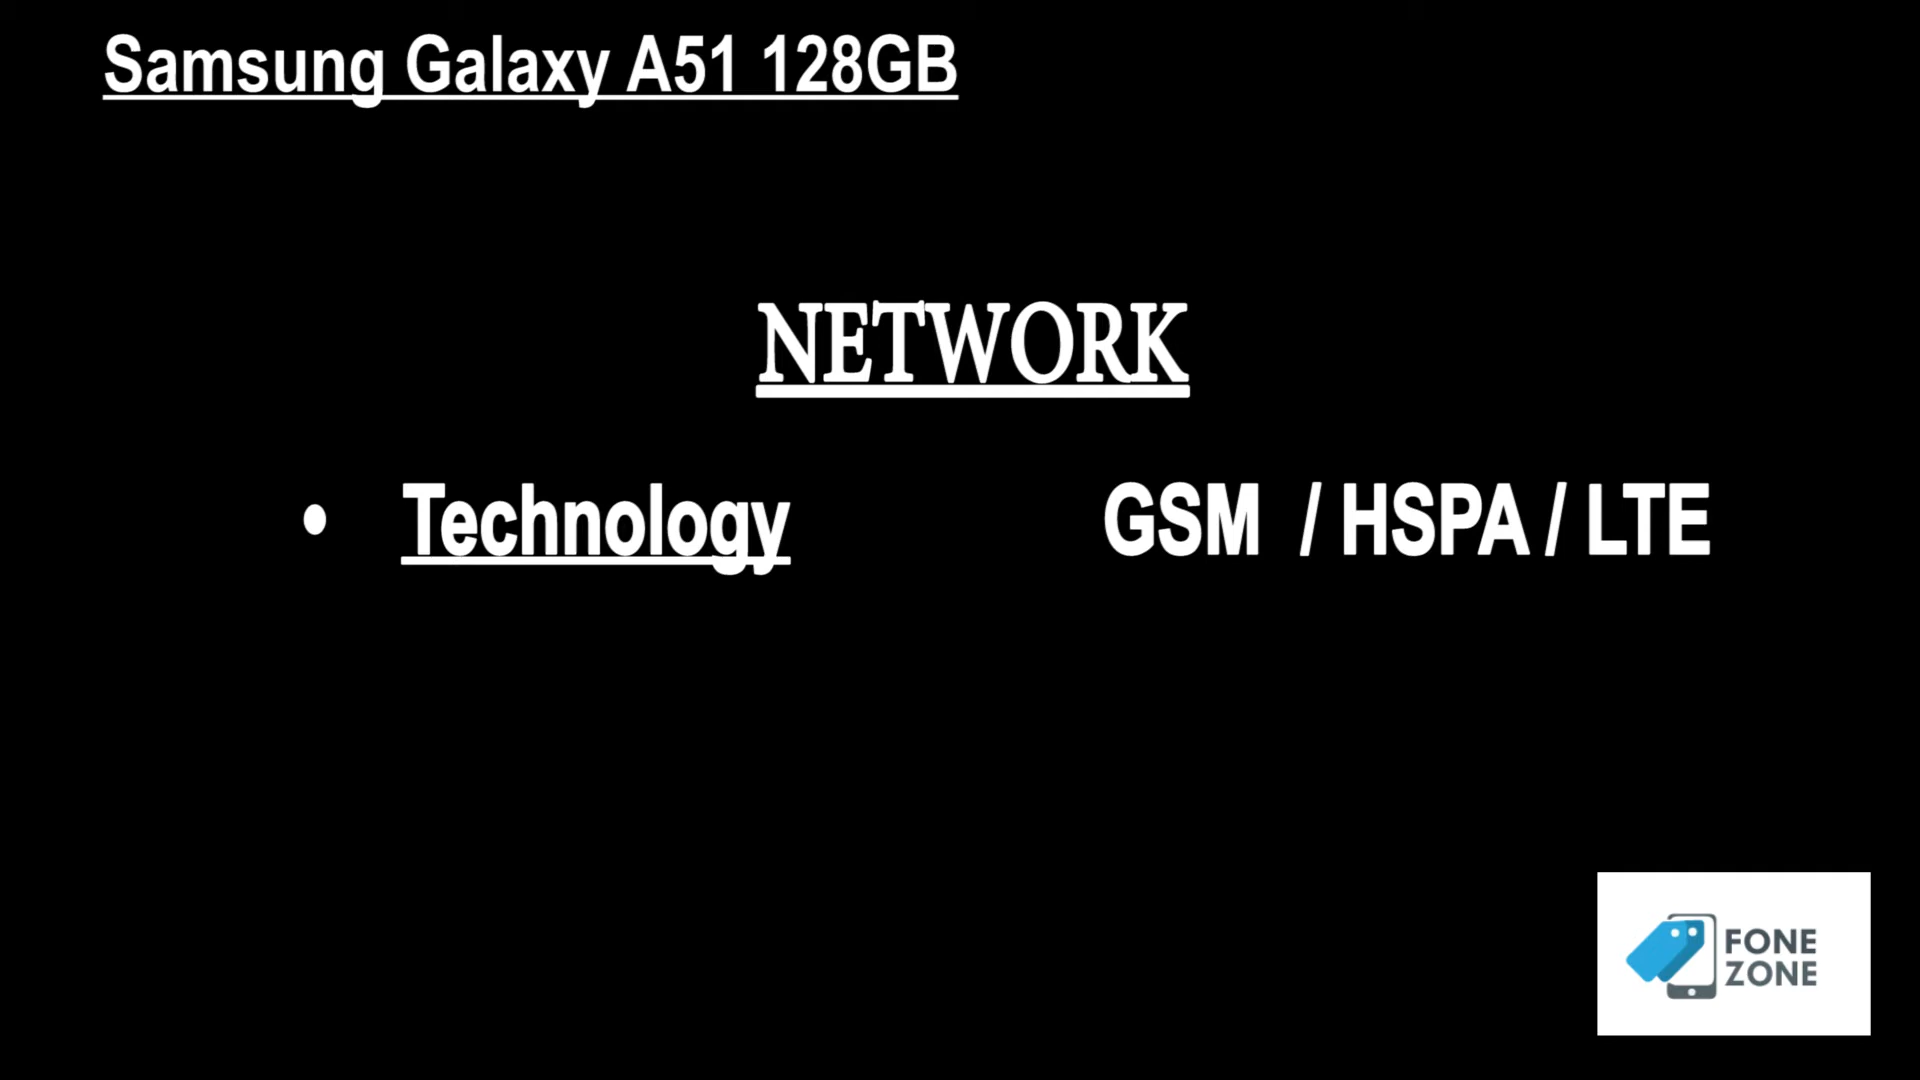 Samsung Galaxy A51 128GB
NETWORK
• Technology GSM / HSPA / LTE
FONE
ZONE